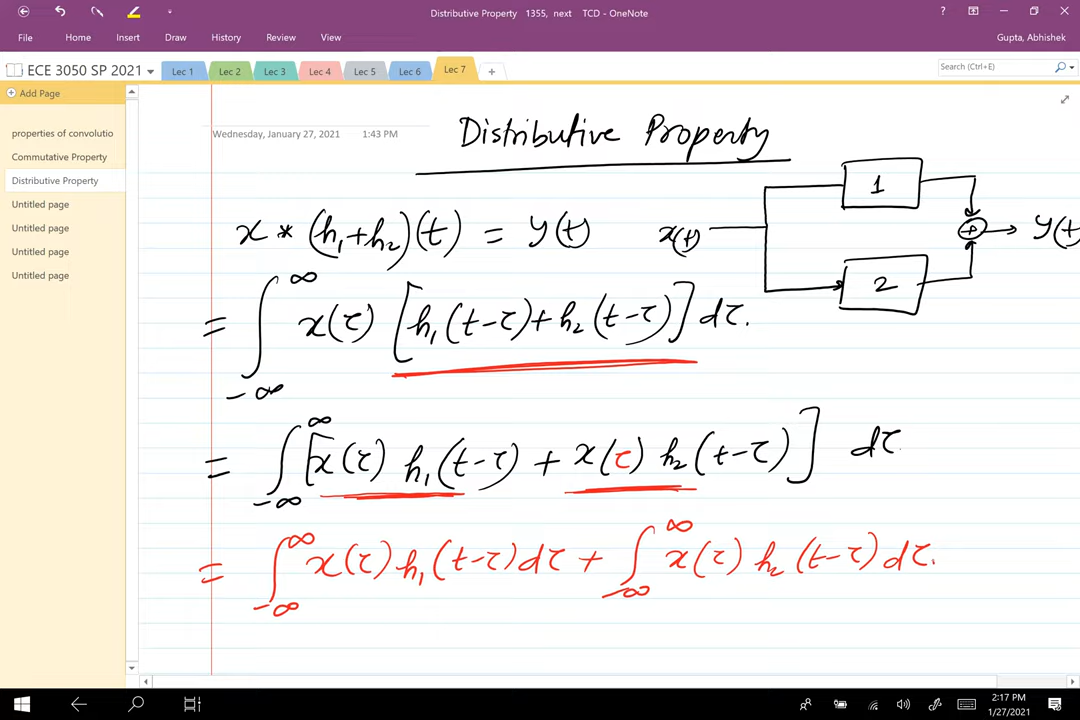 Distributive Property 1355, next TCD - OneNote
File Home Insert Draw History Review View Gupta, Abhishek
ECE 3050 SP 2021 Lec 1 Lec 2 Lec 3 Lec 4 Lec 5 Lec 6 Lec 7 + Search (Ctrl+E)
Add Page
properties of convolutio
Commutative Property
Distributive Property
Untitled page
Untitled page
Untitled page
Untitled page
Wednesday, January 27, 2021 1:43 PM
Distributive Property
x * (h₁+h₂)(t) = y(t)
x(t) 1 2 + y(t)
= ∫_{-∞}^{∞} x(τ) [h₁(t-τ)+h₂(t-τ)] dτ.
= ∫_{-∞}^{∞} [x(τ) h₁(t-τ) + x(τ) h₂(t-τ)] dτ.
= ∫_{-∞}^{∞} x(τ) h₁(t-τ) dτ + ∫_{-∞}^{∞} x(τ) h₂(t-τ) dτ.
2:17 PM
1/27/2021